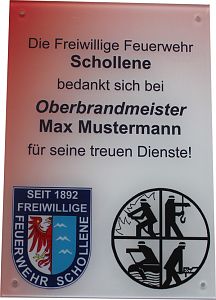 Die Freiwillige Feuerwehr
Schollene
bedankt sich bei
Oberbrandmeister
Max Mustermann
für seine treuen Dienste!
SEIT 1892
FREIWILLIGE
FEUERWEHR SCHOLLENE